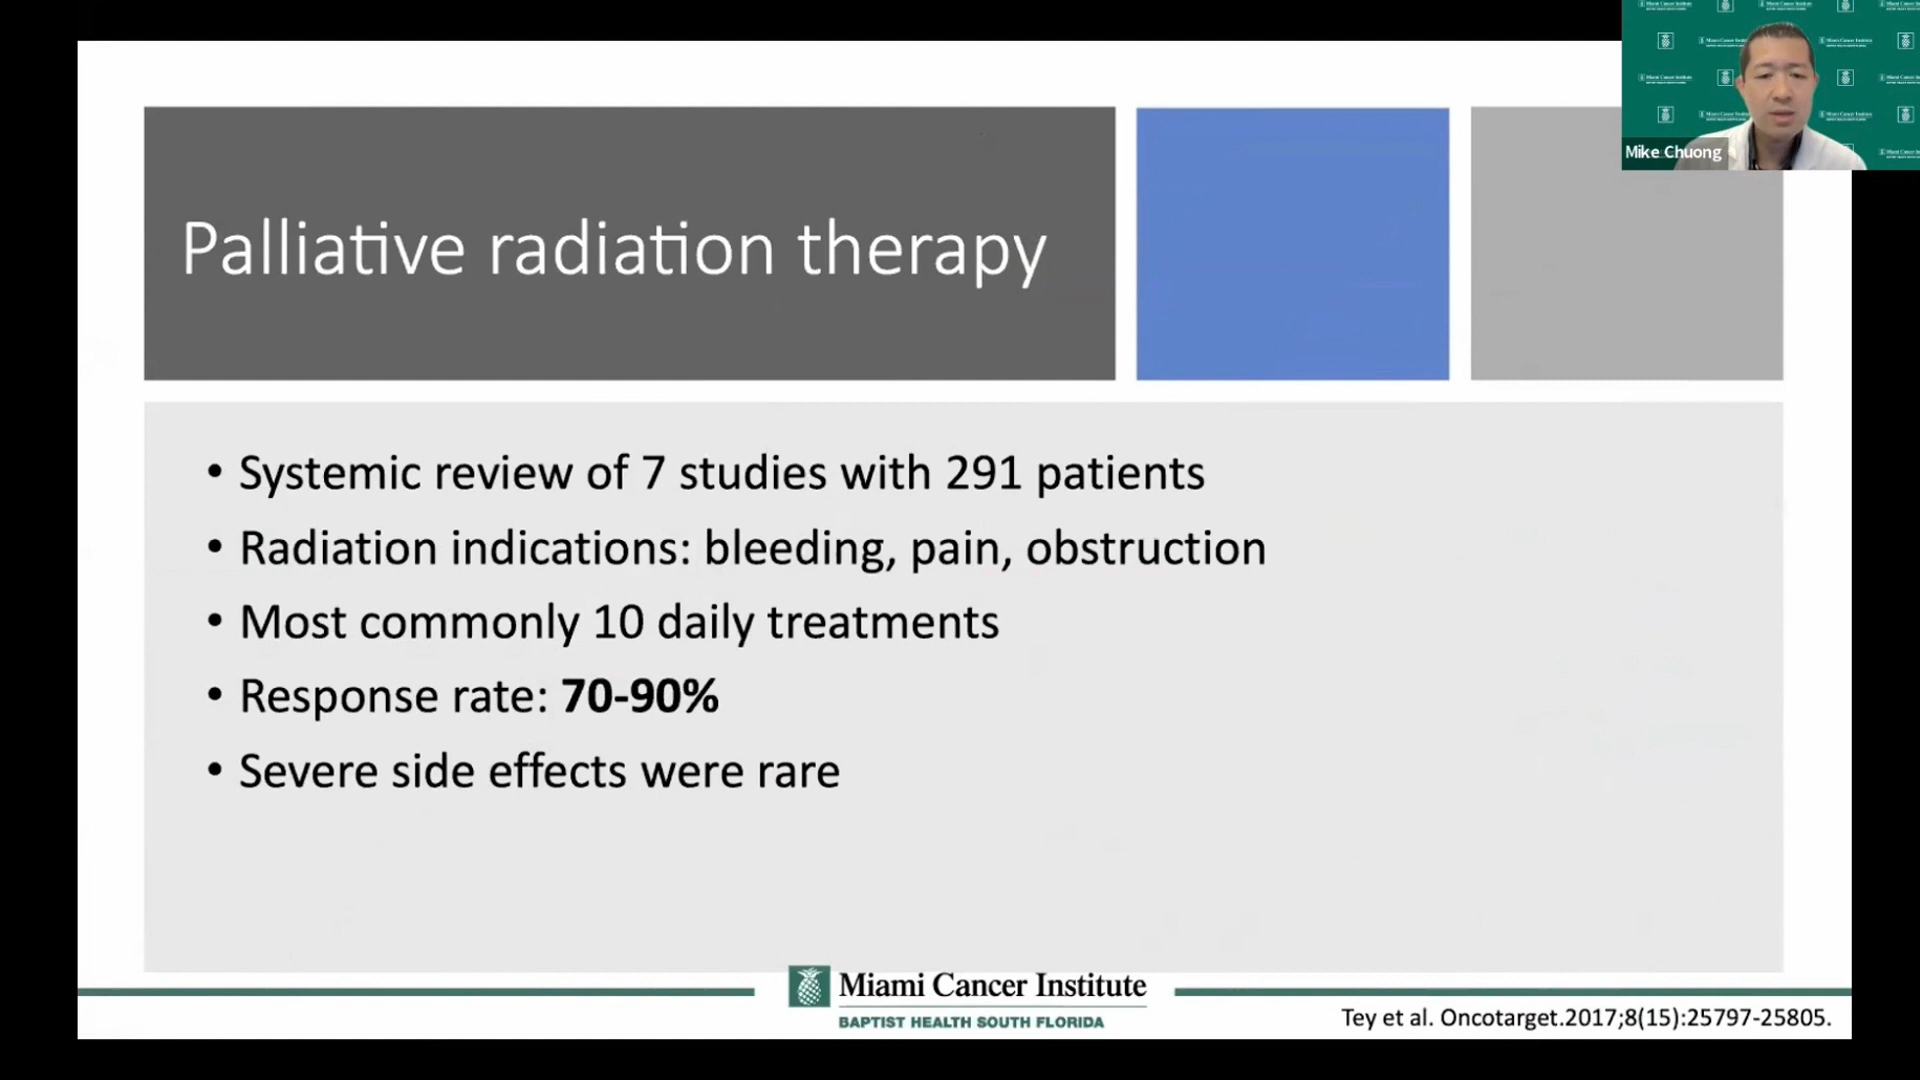 Mike Chuong
Palliative radiation therapy
• Systemic review of 7 studies with 291 patients
• Radiation indications: bleeding, pain, obstruction
• Most commonly 10 daily treatments
• Response rate: 70-90%
• Severe side effects were rare
Miami Cancer Institute
BAPTIST HEALTH SOUTH FLORIDA
Tey et al. Oncotarget.2017;8(15):25797-25805.